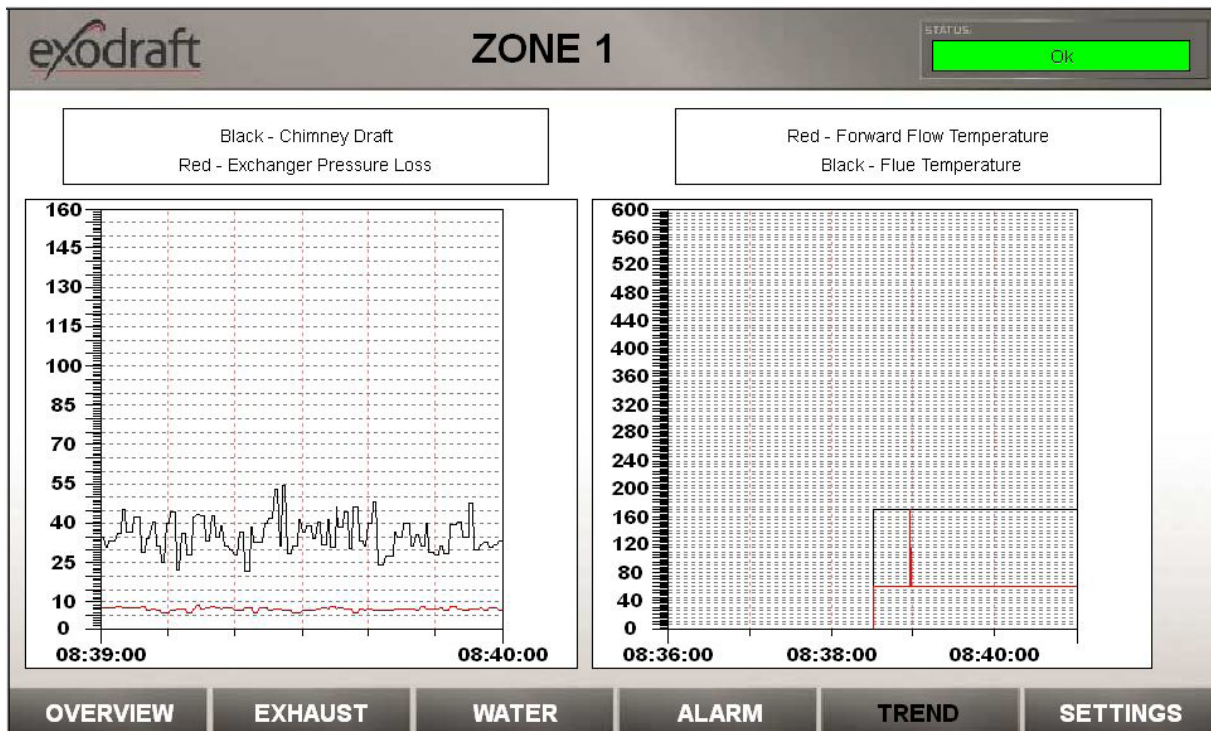 exodraft
ZONE 1
STATUS:
Ok
Black - Chimney Draft
Red - Exchanger Pressure Loss
Red - Forward Flow Temperature
Black - Flue Temperature
160
145
130
115
100
85
70
55
40
25
10
0
08:39:00 08:40:00
600
560
520
480
440
400
360
320
280
240
200
160
120
80
40
0
08:36:00 08:38:00 08:40:00
OVERVIEW EXHAUST WATER ALARM TREND SETTINGS